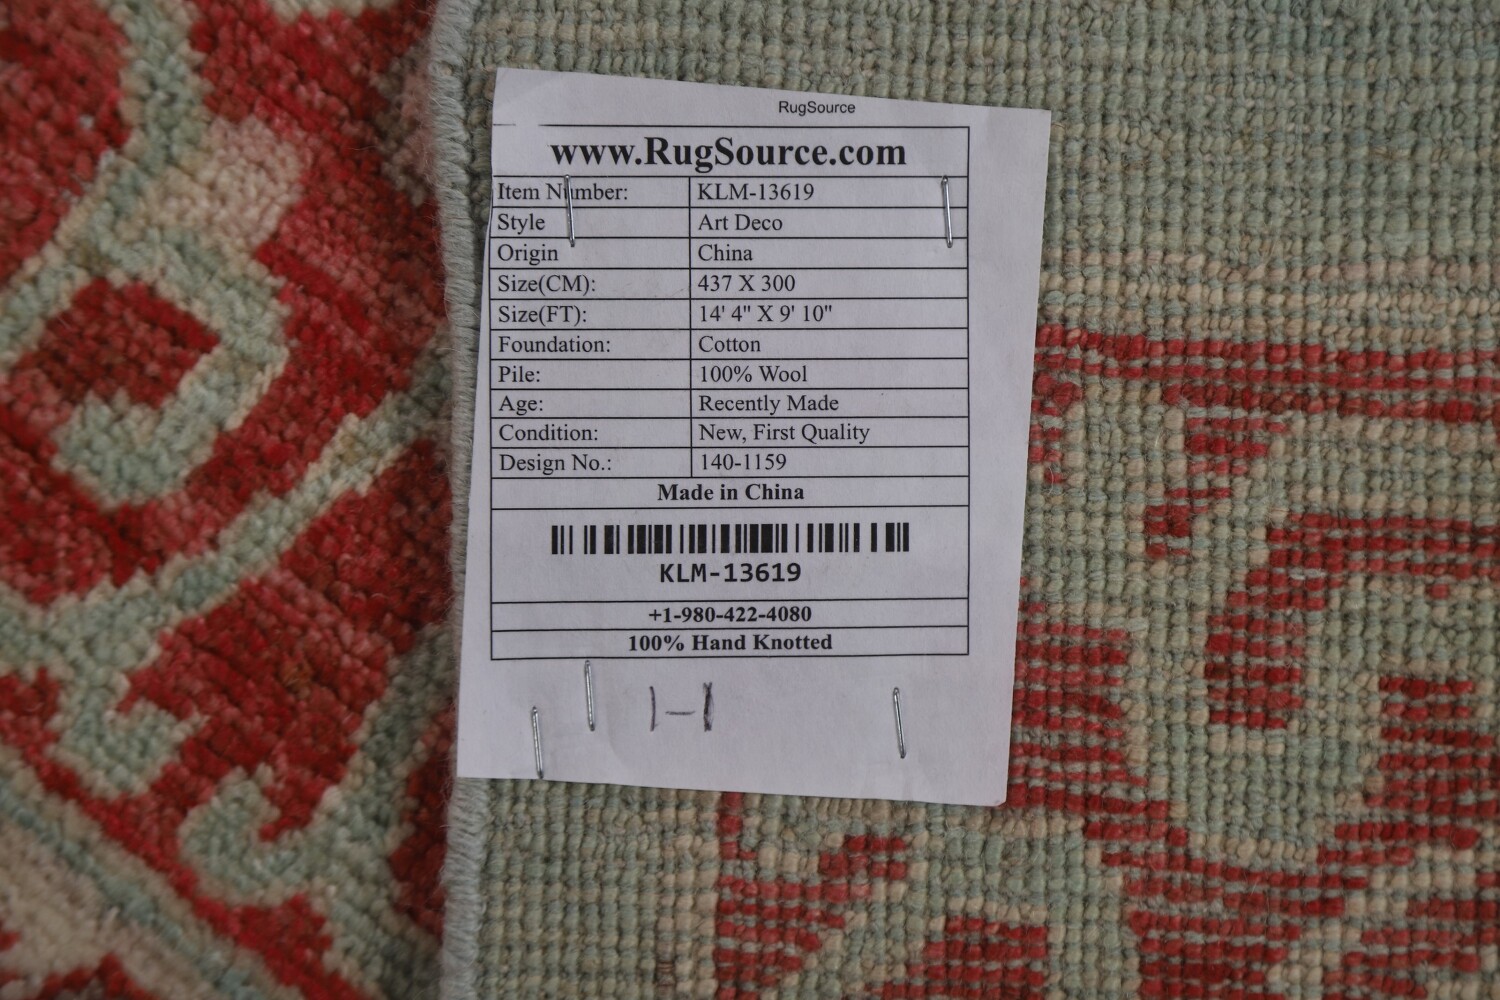 RugSource
www.RugSource.com
Item Number: KLM-13619
Style Art Deco
Origin China
Size(CM): 437 X 300
Size(FT): 14' 4" X 9' 10"
Foundation: Cotton
Pile: 100% Wool
Age: Recently Made
Condition: New, First Quality
Design No.: 140-1159
Made in China
KLM-13619
+1-980-422-4080
100% Hand Knotted
1-1